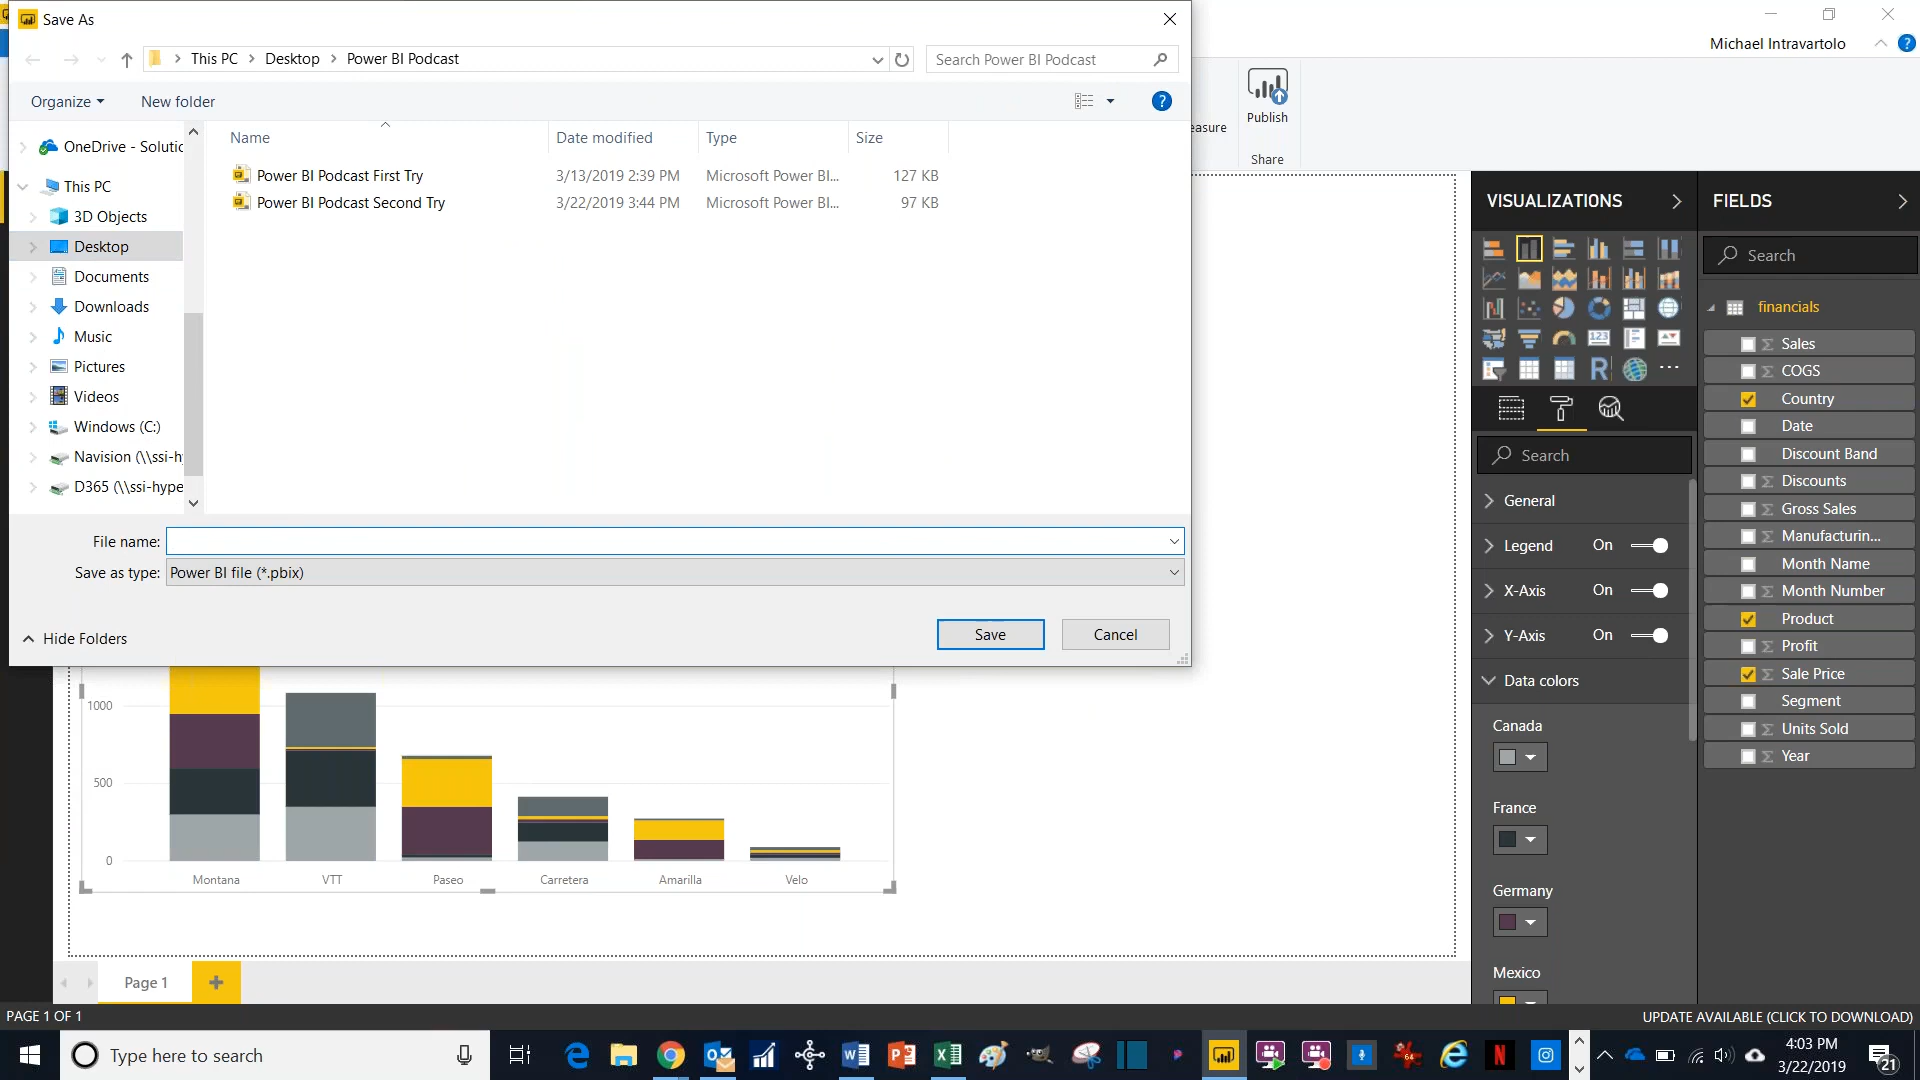 Save As
Michael Intravartolo
This PC
Desktop
Power BI Podcast
Search Power BI Podcast
Organize
New folder
easure
Publish
Share
Name
Date modified
Type
Size
OneDrive - Solutic
Power BI Podcast First Try
3/13/2019 2:39 PM
Microsoft Power BI...
127 KB
Power BI Podcast Second Try
3/22/2019 3:44 PM
Microsoft Power BI...
97 KB
This PC
3D Objects
Desktop
Documents
Downloads
Music
Pictures
Videos
Windows (C:)
Navision (\\ssi-hy
D365 (\\ssi-hype
File name:
Save as type:
Power BI file (*.pbix)
Hide Folders
Save
Cancel
VISUALIZATIONS
123
R
Search
General
Legend
On
X-Axis
On
Y-Axis
On
Data colors
Canada
France
Germany
Mexico
FIELDS
Search
financials
Sales
COGS
Country
Date
Discount Band
Discounts
Gross Sales
Manufacturin...
Month Name
Month Number
Product
Profit
Sale Price
Segment
Units Sold
Year
1000
500
0
Montana
VTT
Paseo
Carretera
Amarilla
Velo
Page 1
PAGE 1 OF 1
UPDATE AVAILABLE (CLICK TO DOWNLOAD)
Type here to search
64
4:03 PM
3/22/2019
21